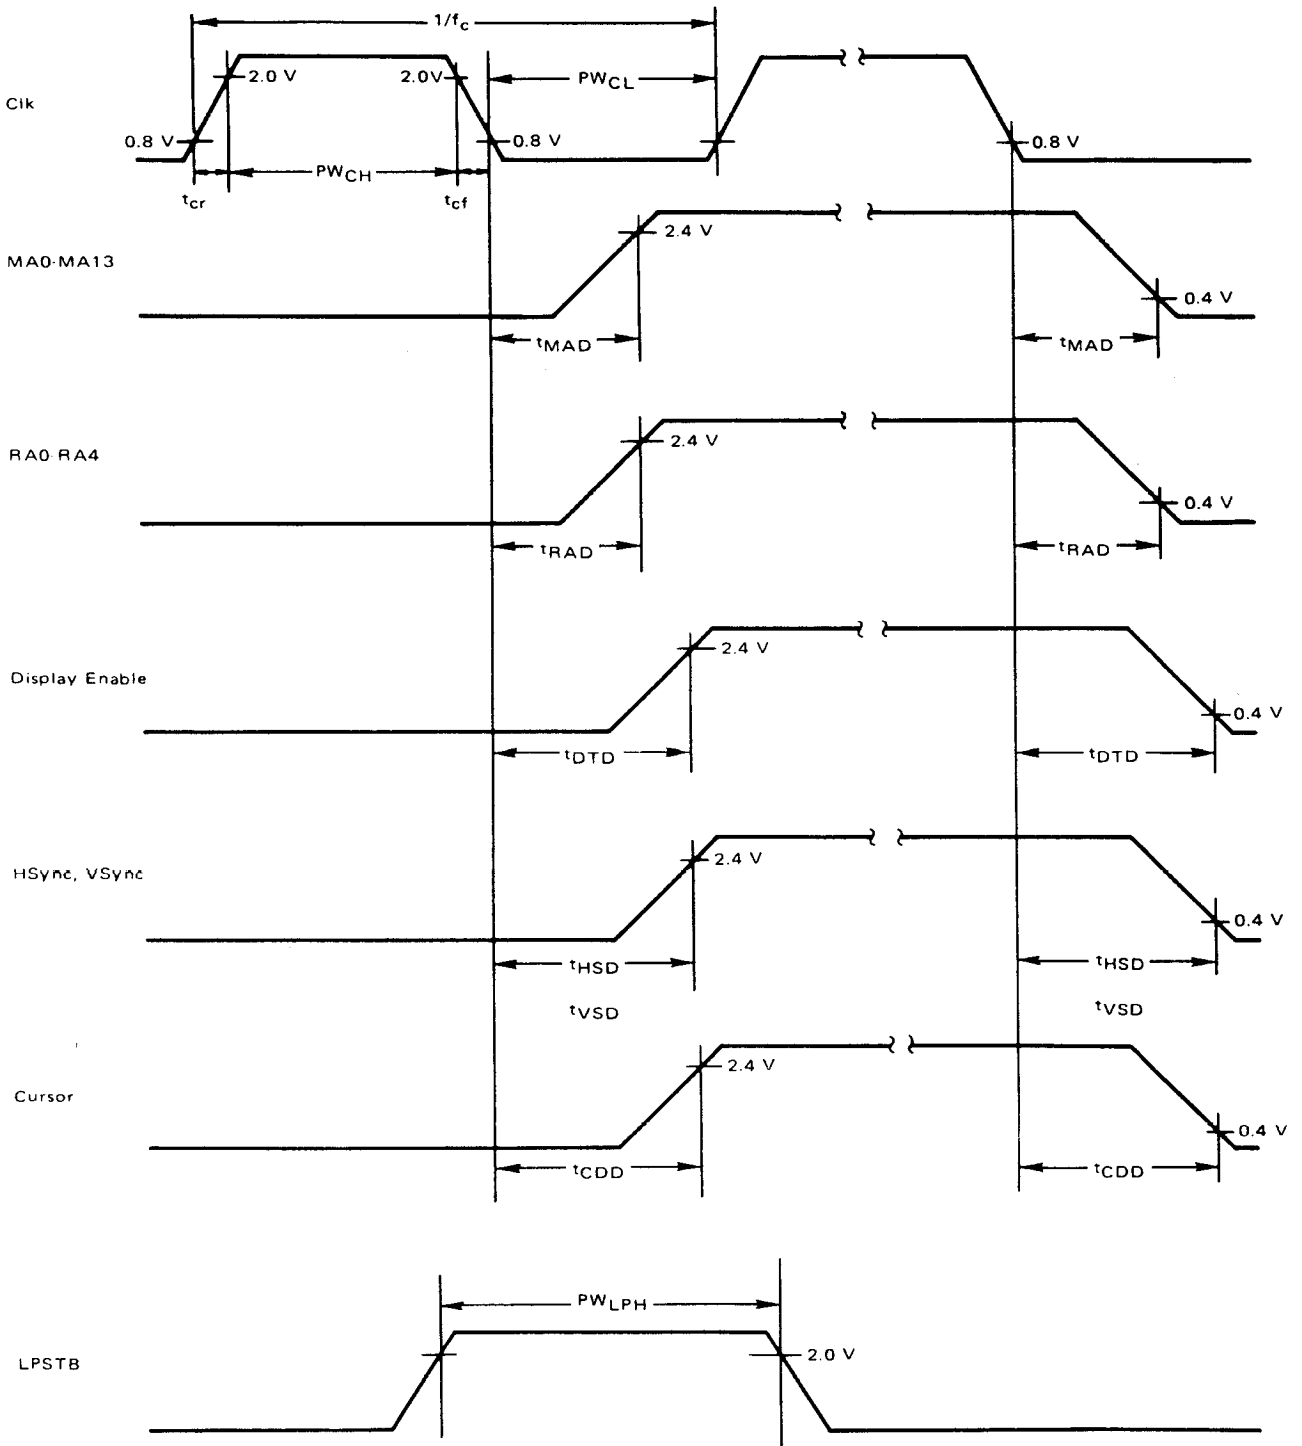 1/fc
2.0 V 2.0V PWCL
Clk
0.8 V 0.8 V 0.8 V
PWCH
tcr tcf
2.4 V
MA0-MA13
0.4 V
tMAD tMAD
2.4 V
RA0-RA4
0.4 V
tRAD tRAD
2.4 V
Display Enable
0.4 V
tDTD tDTD
2.4 V
HSync, VSync
0.4 V
tHSD tHSD
tVSD tVSD
2.4 V
Cursor
0.4 V
tCDD tCDD
PWLPH
LPSTB 2.0 V